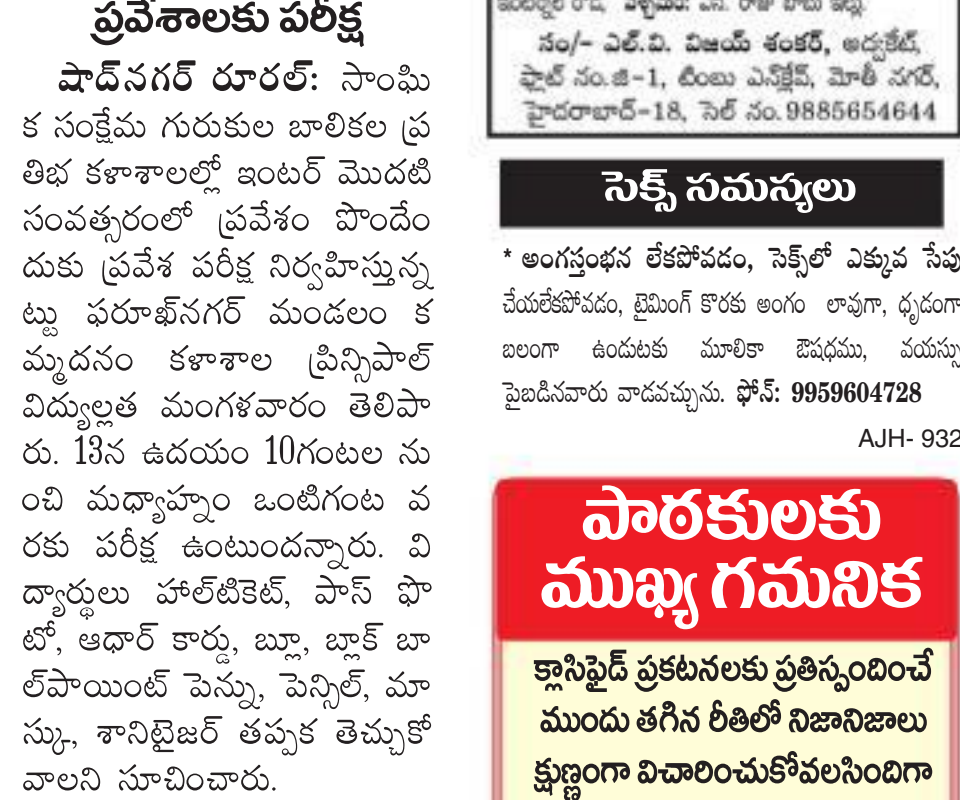 ప్రవేశాలకు పరీక్ష
షాద్‌నగర్ రూరల్: సాంఘి
క సంక్షేమ గురుకుల బాలికల ప్ర
తిభ కళాశాలల్లో ఇంటర్ మొదటి
సంవత్సరంలో ప్రవేశం పొందేం
దుకు ప్రవేశ పరీక్ష నిర్వహిస్తున్న
ట్టు ఫరూఖ్‌నగర్ మండలం క
మ్మదనం కళాశాల ప్రిన్సిపాల్
విద్యుల్లత మంగళవారం తెలిపా
రు. 13న ఉదయం 10గంటల ను
ంచి మధ్యాహ్నం ఒంటిగంట వ
రకు పరీక్ష ఉంటుందన్నారు. వి
ద్యార్థులు హాల్‌టికెట్, పాస్ ఫొ
టో, ఆధార్ కార్డు, బ్లూ, బ్లాక్ బా
ల్‌పాయింట్ పెన్ను, పెన్సిల్, మా
స్కు, శానిటైజర్ తప్పక తెచ్చుకో
వాలని సూచించారు.
నం/- ఎల్.వి. విజయ్ శంకర్, అద్వకేట్,
ఫ్లాట్ నం.జి-1, టింబు ఎన్‌క్లేవ్, మోతీ నగర్,
హైదరాబాద్-18, సెల్ నం.9885654644
సెక్స్ సమస్యలు
* అంగస్తంభన లేకపోవడం, సెక్స్‌లో ఎక్కువ సేపు
చేయలేకపోవడం, టైమింగ్ కొరకు అంగం లావుగా, ధృడంగా
బలంగా ఉండుటకు మూలికా ఔషధము, వయస్సు
పైబడినవారు వాడవచ్చును. ఫోన్: 9959604728
AJH- 932
పాఠకులకు
ముఖ్య గమనిక
క్లాసిఫైడ్ ప్రకటనలకు ప్రతిస్పందించే
ముందు తగిన రీతిలో నిజానిజాలు
క్షుణ్ణంగా విచారించుకోవలసిందిగా